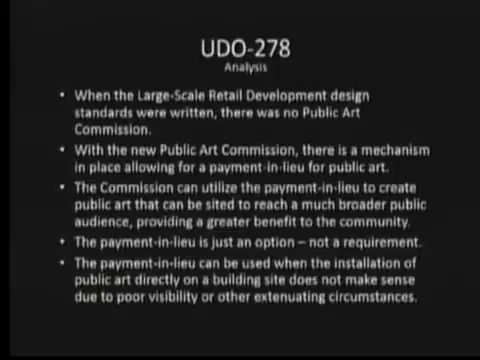 UDO-278
Analysis
• When the Large-Scale Retail Development design
standards were written, there was no Public Art
Commission.
• With the new Public Art Commission, there is a mechanism
in place allowing for a payment-in-lieu for public art.
• The Commission can utilize the payment-in-lieu to create
public art that can be sited to reach a much broader public
audience, providing a greater benefit to the community.
• The payment-in-lieu is just an option – not a requirement.
• The payment-in-lieu can be used when the installation of
public art directly on a building site does not make sense
due to poor visibility or other extenuating circumstances.